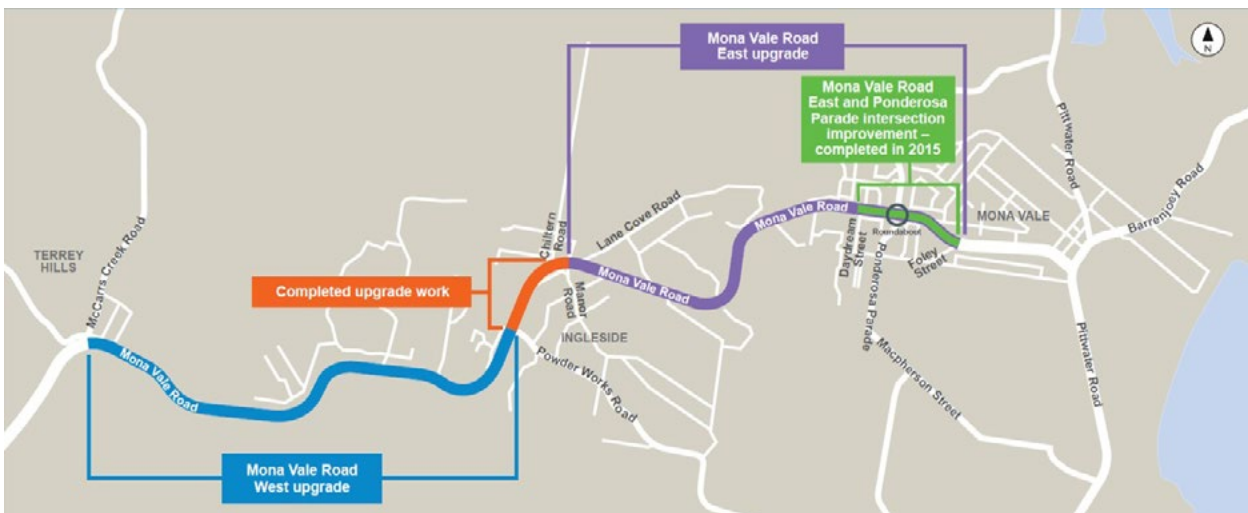 Mona Vale Road
East upgrade
N
Mona Vale Road
East and Ponderosa
Parade intersection
improvement –
completed in 2015
Pittwater Road
Barrenjoey Road
McCarrs Creek Road
TERREY
HILLS
Chiltern
Road
Lane Cove Road
Mona Vale Road
MONA VALE
Roundabout
Daydream
Street
Foley
Street
Ponderosa Parade
Completed upgrade work
Mona Vale Road
Manor
Road
INGLESIDE
Powder Works Road
Macpherson Street
Pittwater Road
Mona Vale Road
Mona Vale Road
West upgrade